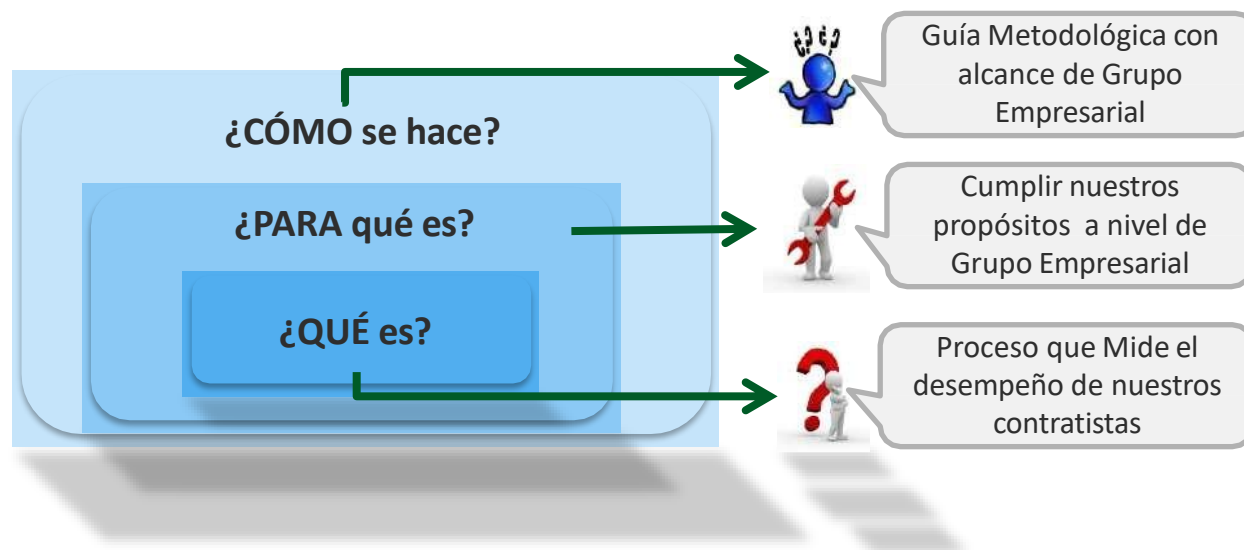 ¿? ¿? ¿?
Guía Metodológica con
alcance de Grupo
Empresarial
¿CÓMO se hace?
Cumplir nuestros
propósitos a nivel de
Grupo Empresarial
¿PARA qué es?
¿QUÉ es?
Proceso que Mide el
desempeño de nuestros
contratistas
?